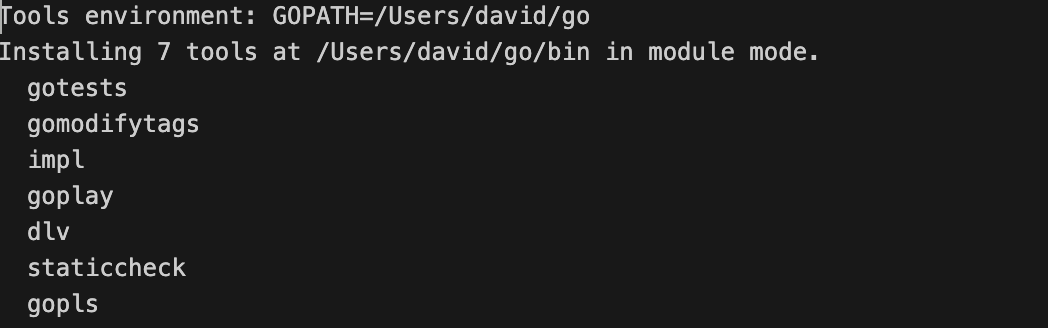 Tools environment: GOPATH=/Users/david/go
Installing 7 tools at /Users/david/go/bin in module mode.
gotests
gomodifytags
impl
goplay
dlv
staticcheck
gopls